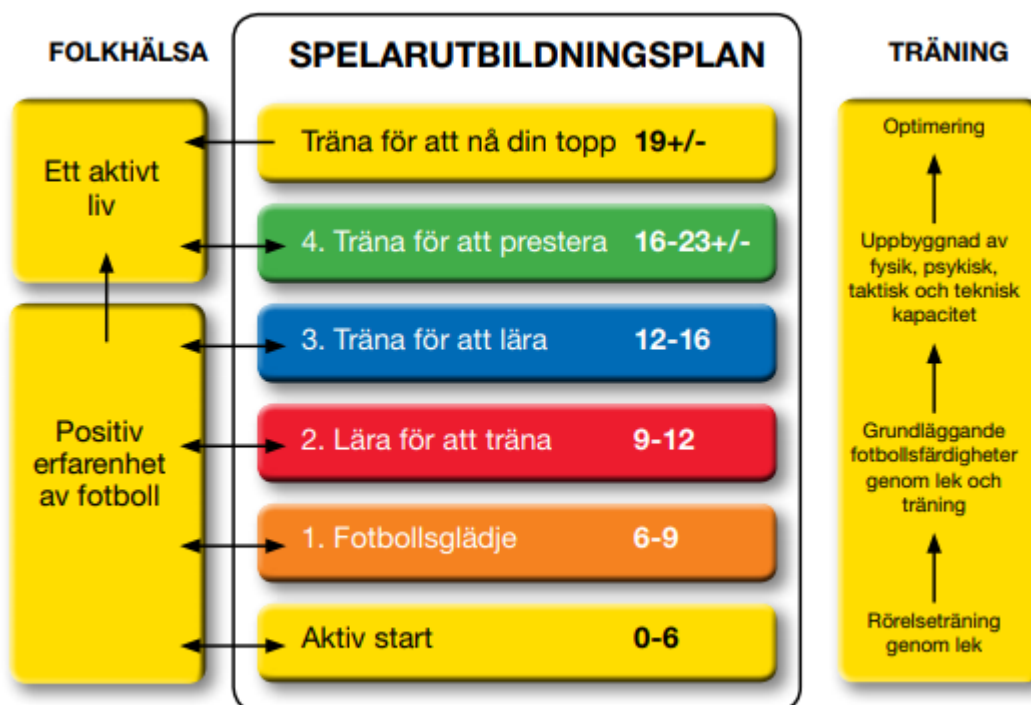 FOLKHÄLSA
Ett aktivt
liv
Positiv
erfarenhet
av fotboll
SPELARUTBILDNINGSPLAN
Träna för att nå din topp 19+/-
4. Träna för att prestera 16-23+/-
3. Träna för att lära 12-16
2. Lära för att träna 9-12
1. Fotbollsglädje 6-9
Aktiv start 0-6
TRÄNING
Optimering
Uppbyggnad av
fysik, psykisk,
taktisk och teknisk
kapacitet
Grundläggande
fotbollsfärdigheter
genom lek och
träning
Rörelseträning
genom lek